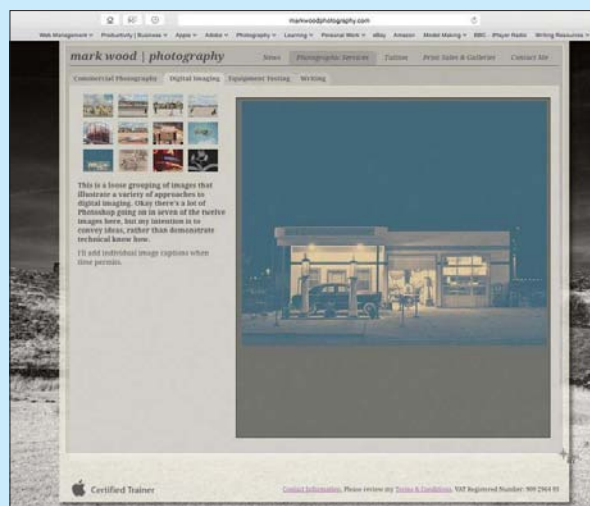 markwoodphotography.com
Web Management Productivity | Business Apple Adobe Photography Learning Personal Work eBay Amazon Model Making BBC - iPlayer Radio Writing Resources
mark wood | photography
News Photographic Services Tuition Print Sales & Galleries Contact Me
Commercial Photography Digital Imaging Equipment Testing Writing
This is a loose grouping of images that
illustrate a variety of approaches to
digital imaging. Okay there's a lot of
Photoshop going on in seven of the twelve
images here, but my intention is to
convey ideas, rather than demonstrate
technical know how.
I'll add individual image captions when
time permits.
Certified Trainer
Contact Information. Please review my Terms & Conditions. VAT Registered Number: 909 2964 93